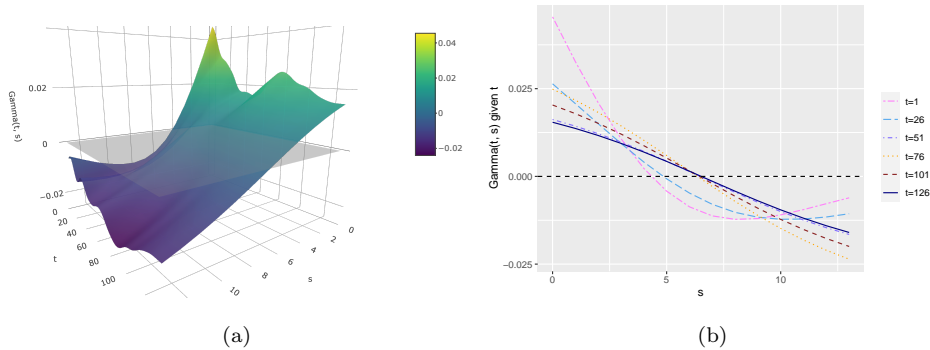 0.04
0.02
0
−0.02
Gamma(t, s)
0.02
0
−0.02
0
20
40
60
80
100
t
10
8
6
4
2
0
s
(a)
Gamma(t, s) given t
0.025
0.000
−0.025
0
5
10
s
t=1
t=26
t=51
t=76
t=101
t=126
(b)